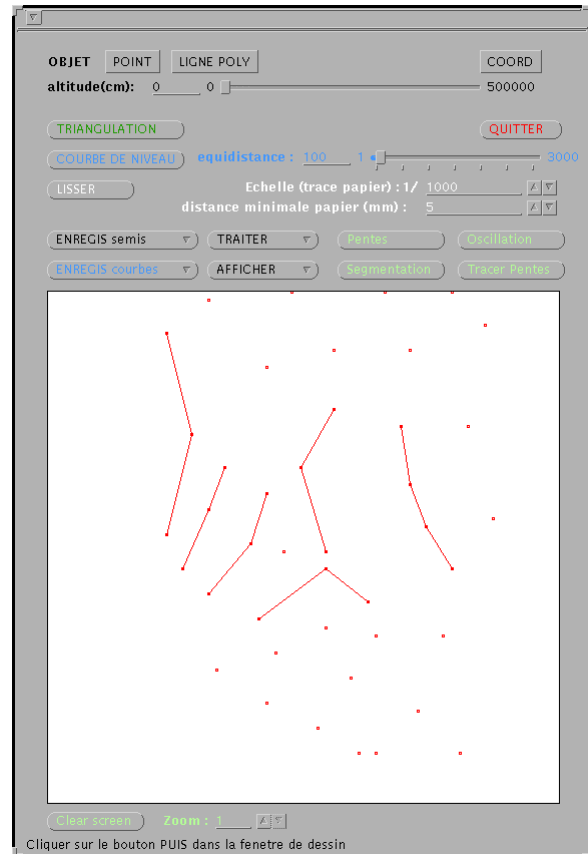 OBJET POINT LIGNE POLY COORD
altitude(cm): 0 0 500000
TRIANGULATION QUITTER
COURBE DE NIVEAU equidistance : 100 1 3000
LISSER Echelle (trace papier) : 1/ 1000
distance minimale papier (mm) : 5
ENREGIS semis TRAITER Pentes Oscillation
ENREGIS courbes AFFICHER Segmentation Tracer Pentes
Clear screen Zoom : 1
Cliquer sur le bouton PUIS dans la fenetre de dessin